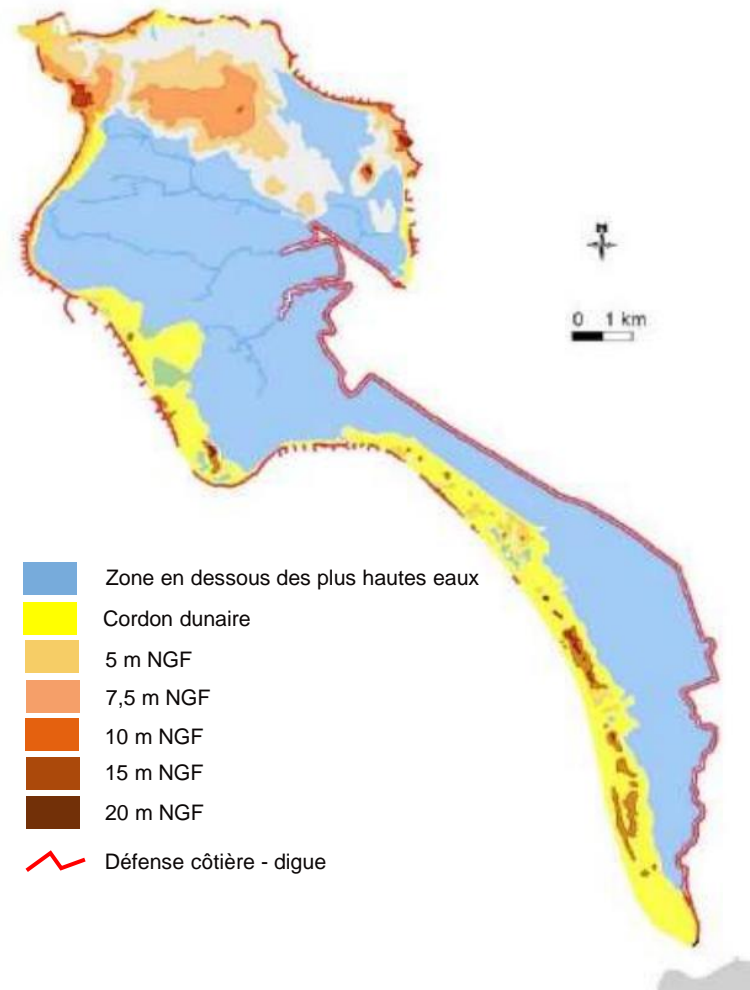 N
0 1 km
Zone en dessous des plus hautes eaux
Cordon dunaire
5 m NGF
7,5 m NGF
10 m NGF
15 m NGF
20 m NGF
Défense côtière - digue